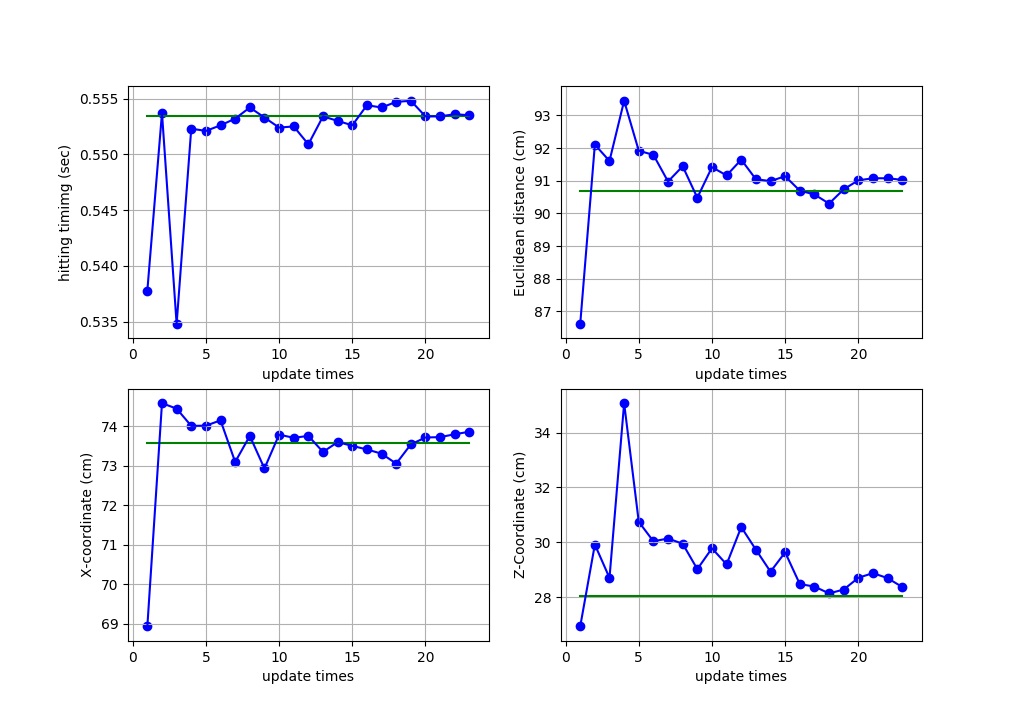 0.555
0.550
0.545
0.540
0.535
hitting timimg (sec)
0 5 10 15 20
update times
93
92
91
90
89
88
87
Euclidean distance (cm)
0 5 10 15 20
update times
74
73
72
71
70
69
X-coordinate (cm)
0 5 10 15 20
update times
34
32
30
28
Z-Coordinate (cm)
0 5 10 15 20
update times